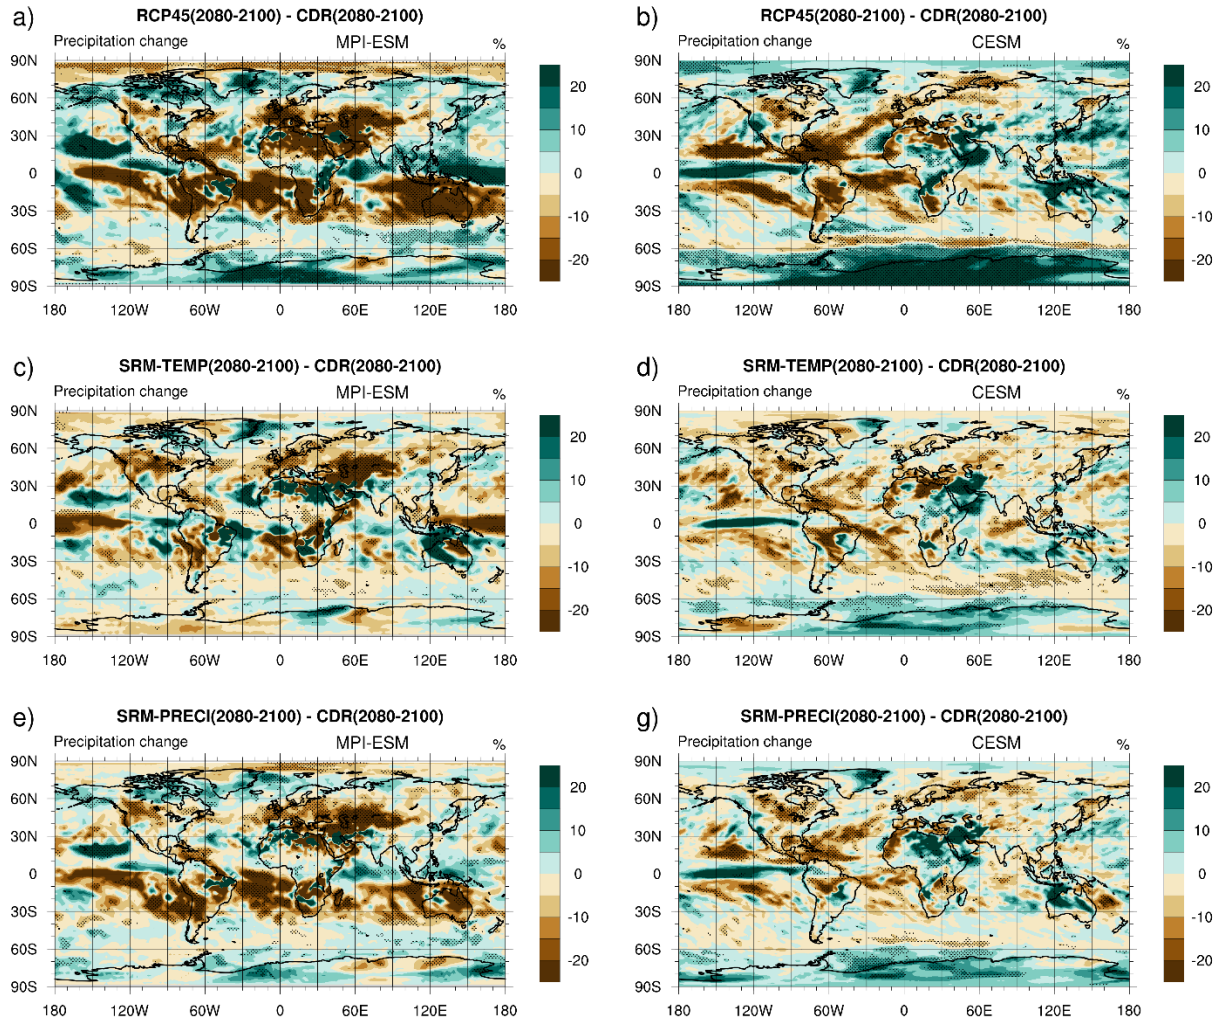 a)
RCP45(2080-2100) - CDR(2080-2100)
Precipitation change MPI-ESM %
90N
60N
30N
0
30S
60S
90S
180 120W 60W 0 60E 120E 180
20
10
0
-10
-20
b)
RCP45(2080-2100) - CDR(2080-2100)
Precipitation change CESM %
90N
60N
30N
0
30S
60S
90S
180 120W 60W 0 60E 120E 180
20
10
0
-10
-20
c)
SRM-TEMP(2080-2100) - CDR(2080-2100)
Precipitation change MPI-ESM %
90N
60N
30N
0
30S
60S
90S
180 120W 60W 0 60E 120E 180
20
10
0
-10
-20
d)
SRM-TEMP(2080-2100) - CDR(2080-2100)
Precipitation change CESM %
90N
60N
30N
0
30S
60S
90S
180 120W 60W 0 60E 120E 180
20
10
0
-10
-20
e)
SRM-PRECI(2080-2100) - CDR(2080-2100)
Precipitation change MPI-ESM %
90N
60N
30N
0
30S
60S
90S
180 120W 60W 0 60E 120E 180
20
10
0
-10
-20
g)
SRM-PRECI(2080-2100) - CDR(2080-2100)
Precipitation change CESM %
90N
60N
30N
0
30S
60S
90S
180 120W 60W 0 60E 120E 180
20
10
0
-10
-20